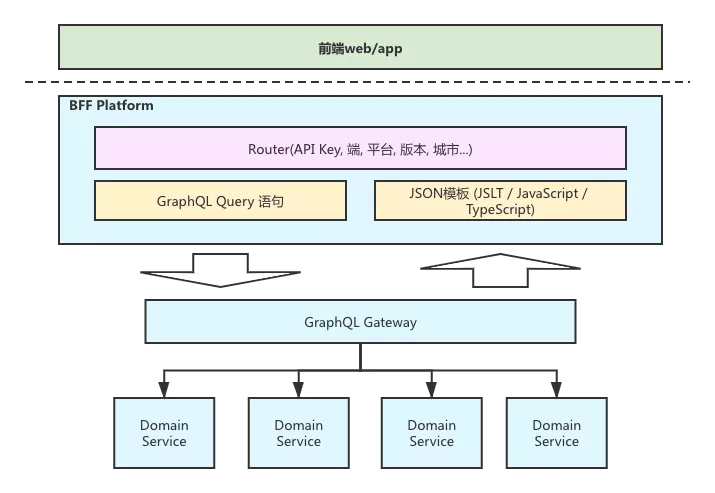 前端web/app
BFF Platform
Router(API Key, 端, 平台, 版本, 城市...)
GraphQL Query 语句
JSON模板 (JSLT / JavaScript /
TypeScript)
GraphQL Gateway
Domain
Service
Domain
Service
Domain
Service
Domain
Service